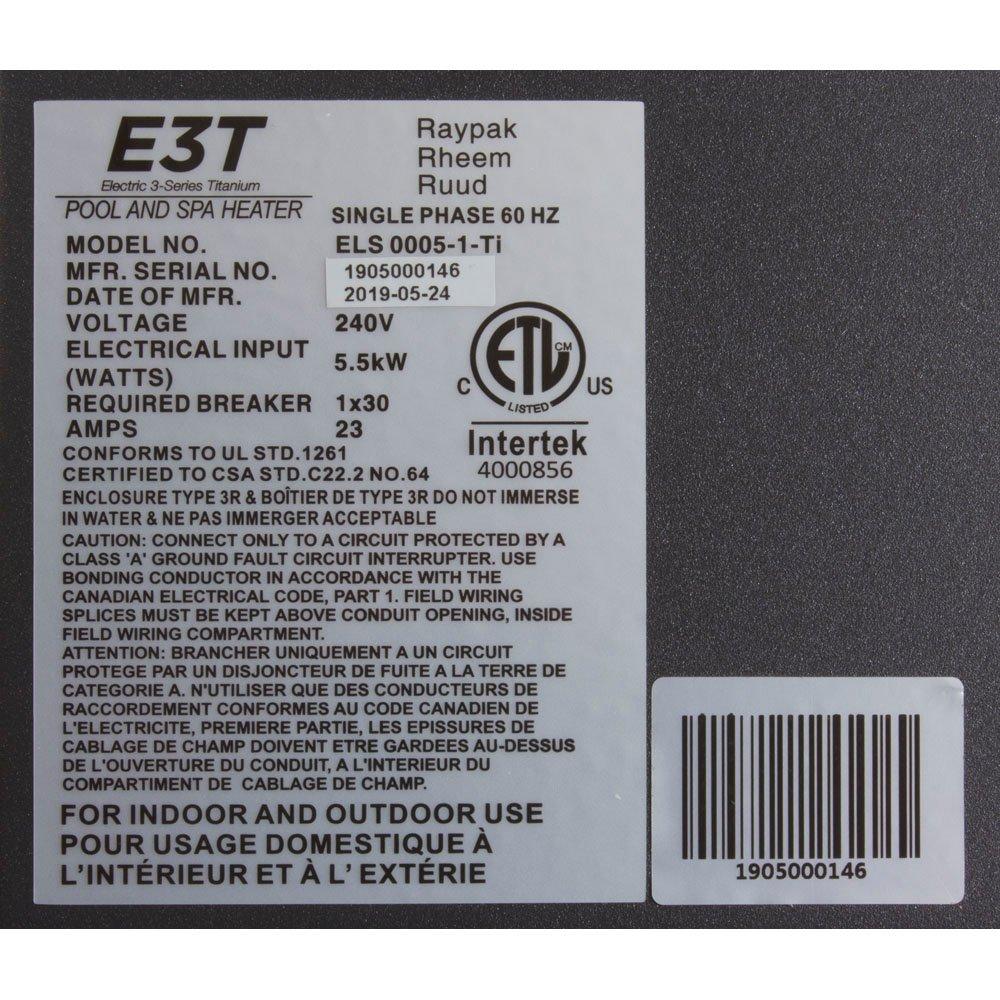 E3T
Electric 3-Series Titanium
POOL AND SPA HEATER
Raypak
Rheem
Ruud
SINGLE PHASE 60 HZ
MODEL NO. ELS 0005-1-Ti
MFR. SERIAL NO. 1905000146
DATE OF MFR. 2019-05-24
VOLTAGE 240V
ELECTRICAL INPUT
(WATTS) 5.5kW
REQUIRED BREAKER 1x30
AMPS 23
ETL CM
C US
LISTED
Intertek
4000856
CONFORMS TO UL STD.1261
CERTIFIED TO CSA STD.C22.2 NO.64
ENCLOSURE TYPE 3R & BOÎTIER DE TYPE 3R DO NOT IMMERSE
IN WATER & NE PAS IMMERGER ACCEPTABLE
CAUTION: CONNECT ONLY TO A CIRCUIT PROTECTED BY A
CLASS 'A' GROUND FAULT CIRCUIT INTERRUPTER. USE
BONDING CONDUCTOR IN ACCORDANCE WITH THE
CANADIAN ELECTRICAL CODE, PART 1. FIELD WIRING
SPLICES MUST BE KEPT ABOVE CONDUIT OPENING, INSIDE
FIELD WIRING COMPARTMENT.
ATTENTION: BRANCHER UNIQUEMENT A UN CIRCUIT
PROTEGE PAR UN DISJONCTEUR DE FUITE A LA TERRE DE
CATEGORIE A. N'UTILISER QUE DES CONDUCTEURS DE
RACCORDEMENT CONFORMES AU CODE CANADIEN DE
L'ELECTRICITE, PREMIERE PARTIE, LES EPISSURES DE
CABLAGE DE CHAMP DOIVENT ETRE GARDEES AU-DESSUS
DE L'OUVERTURE DU CONDUIT, A L'INTERIEUR DU
COMPARTIMENT DE CABLAGE DE CHAMP.
FOR INDOOR AND OUTDOOR USE
POUR USAGE DOMESTIQUE À
L'INTÉRIEUR ET À L' EXTÉRIE
1905000146